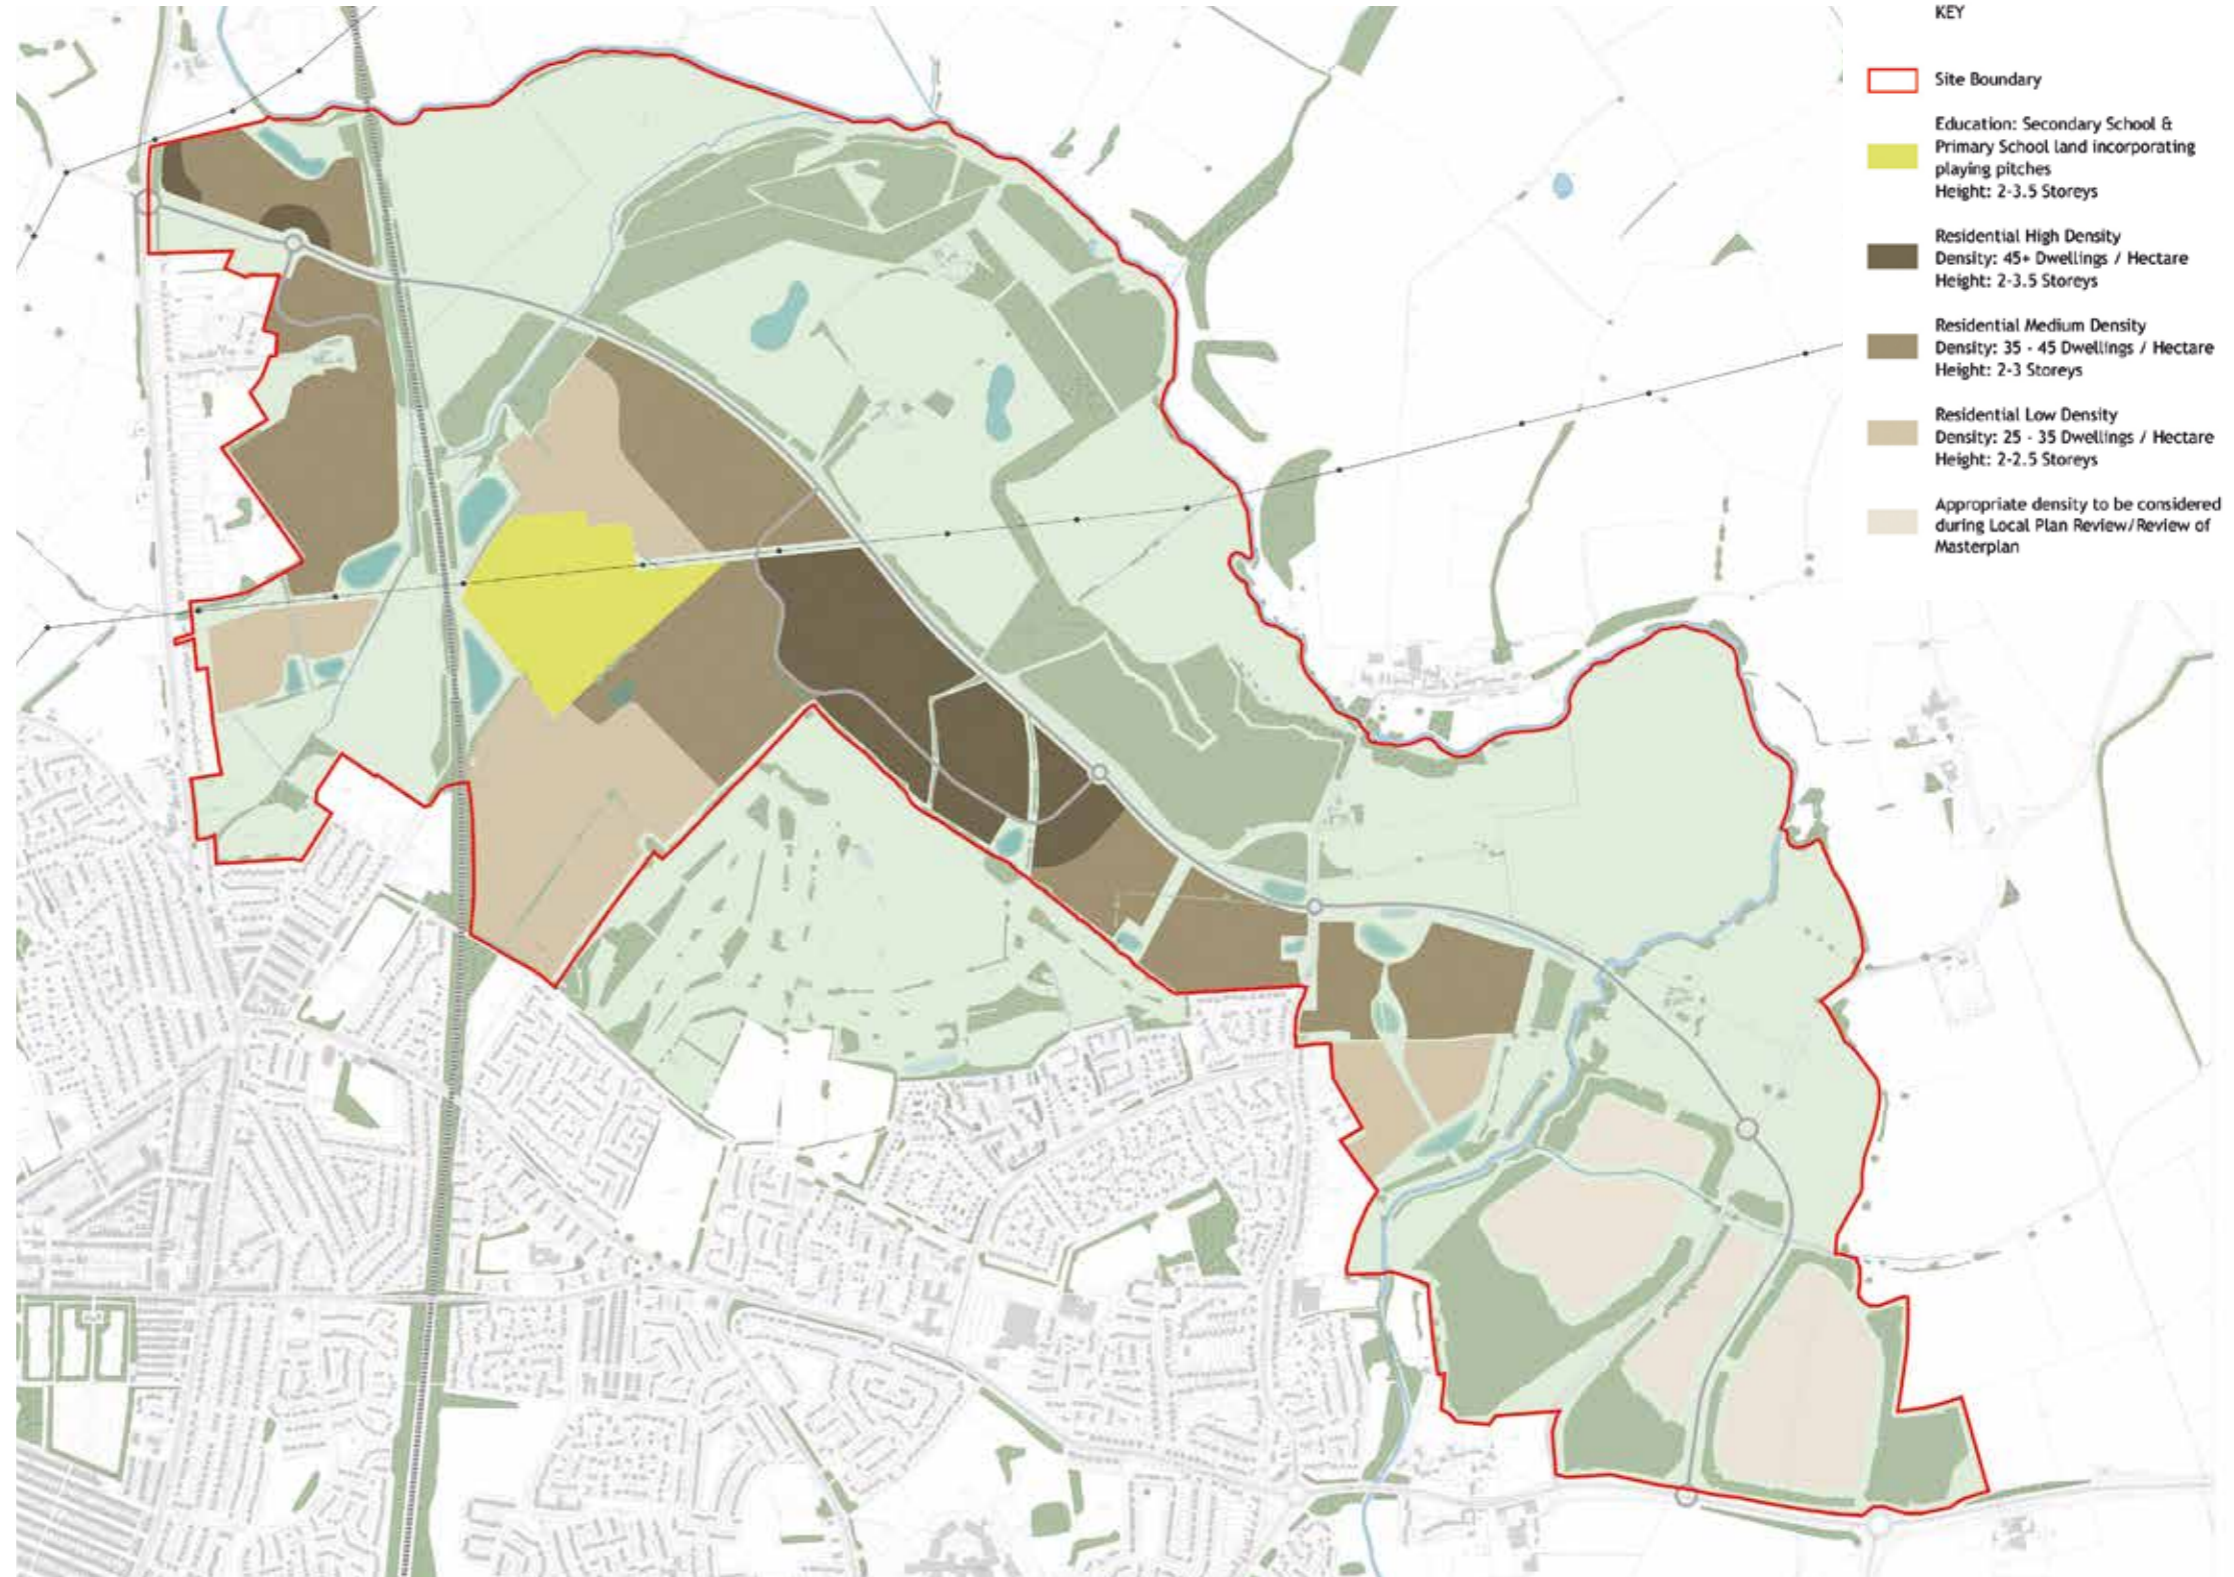 KEY
Site Boundary
Education: Secondary School &
Primary School land incorporating
playing pitches
Height: 2-3.5 Storeys
Residential High Density
Density: 45+ Dwellings / Hectare
Height: 2-3.5 Storeys
Residential Medium Density
Density: 35 - 45 Dwellings / Hectare
Height: 2-3 Storeys
Residential Low Density
Density: 25 - 35 Dwellings / Hectare
Height: 2-2.5 Storeys
Appropriate density to be considered
during Local Plan Review/Review of
Masterplan